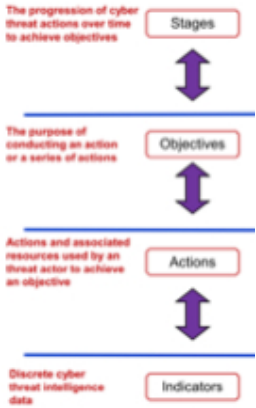 The progression of cyber
threat actions over time
to achieve objectives
Stages
The purpose of
conducting an action
or a series of actions
Objectives
Actions and associated
resources used by an
threat actor to achieve
an objective
Actions
Discrete cyber
threat intelligence
data
Indicators